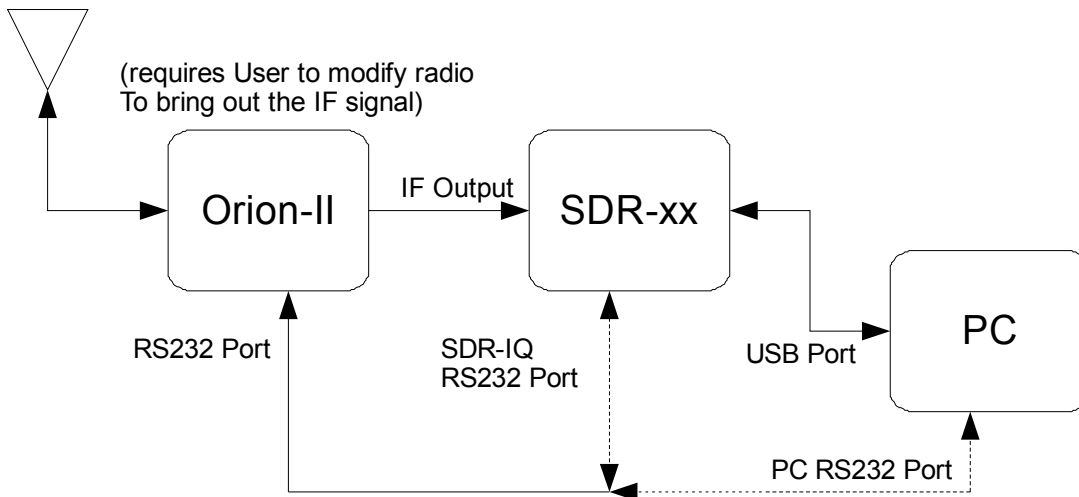 (requires User to modify radio
To bring out the IF signal)
Orion-II
IF Output
SDR-xx
PC
RS232 Port
SDR-IQ
RS232 Port
USB Port
PC RS232 Port